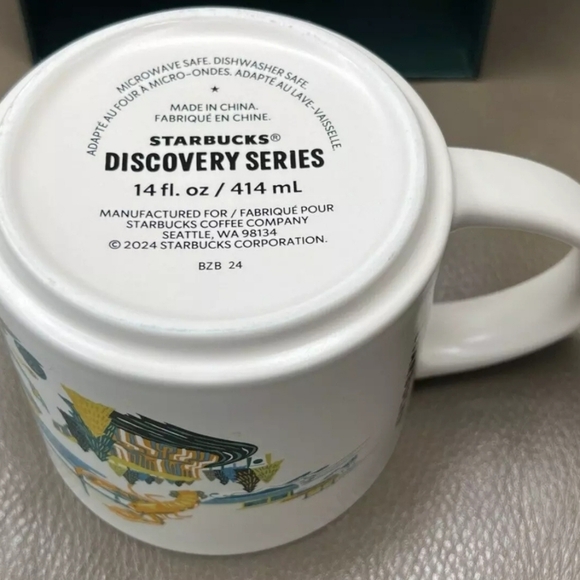 MICROWAVE SAFE. DISHWASHER SAFE.
ADAPTÉ AU FOUR À MICRO-ONDES. ADAPTÉ AU LAVE-VAISSELLE
MADE IN CHINA.
FABRIQUÉ EN CHINE.
STARBUCKS®
DISCOVERY SERIES
14 fl. oz / 414 mL
MANUFACTURED FOR / FABRIQUÉ POUR
STARBUCKS COFFEE COMPANY
SEATTLE, WA 98134
© 2024 STARBUCKS CORPORATION.
BZB 24